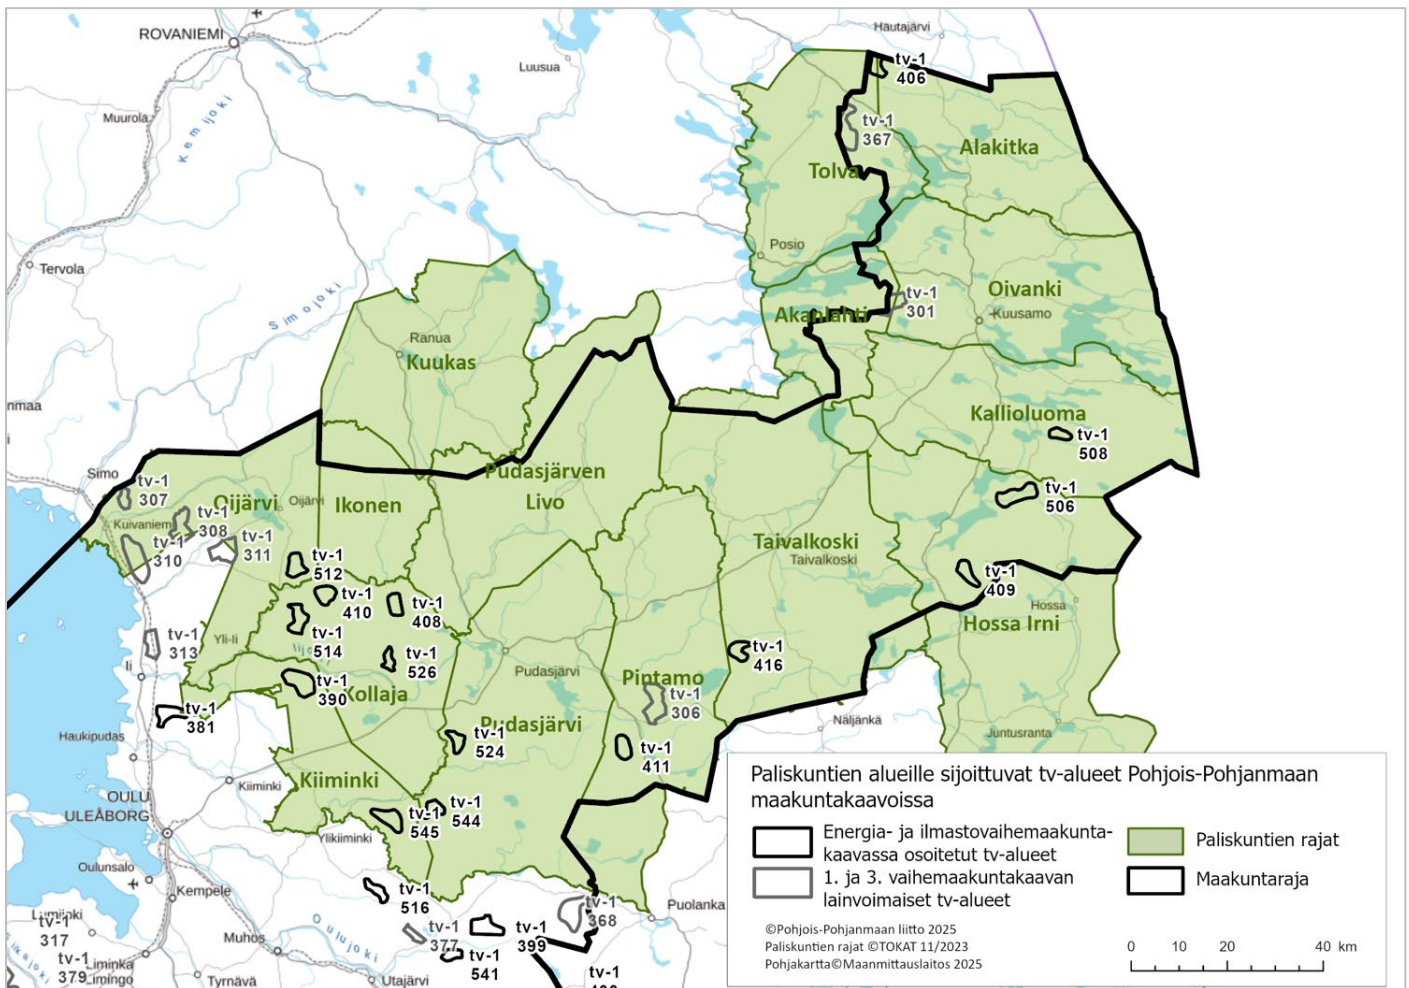 ROVANIEMI
Hautajärvi
Luusua
tv-1
406
Muurola
Kemijoki
tv-1
367
Alakitka
Tolva
Posio
Tervola
Simojoki
Oivanki
tv-1
301
Kuusamo
Akanlahti
Ranua
Kuukas
nmaa
i
Kallioluoma
tv-1
508
Simo
tv-1
307
Pudasjärven
Livo
Oijärvi
Oijärvi
Ikonen
tv-1
506
Kuivaniemi
tv-1
308
tv-1
310
tv-1
311
Taivalkoski
Taivalkoski
tv-1
512
tv-1
409
tv-1
410
tv-1
408
Hossa
Hossa Irni
tv-1
514
Yli-Ii
tv-1
313
Ii
tv-1
526
tv-1
416
Pudasjärvi
Pintamo
tv-1
390
Kollaja
tv-1
306
tv-1
381
Näljänkä
Juntusranta
Haukipudas
Pudasjärvi
tv-1
524
tv-1
411
Kiiminki
Kiiminki
OULU
ULEÅBORG
tv-1
545
tv-1
544
Ylikiiminki
Oulunsalo
Kempele
tv-1
516
tv-1
368
Puolanka
Lumijoki
tv-1
317
Siikajoki
Oulujoki
Muhos
tv-1
377
tv-1
399
tv-1
541
tv-1
379
Liminka
Limingo
Tyrnävä
Utajärvi
tv-1
Paliskuntien alueille sijoittuvat tv-alueet Pohjois-Pohjanmaan
maakuntakaavoissa
Energia- ja ilmastovaihemaakunta-
kaavassa osoitetut tv-alueet
1. ja 3. vaihemaakuntakaavan
lainvoimaiset tv-alueet
Paliskuntien rajat
Maakuntaraja
©Pohjois-Pohjanmaan liitto 2025
Paliskuntien rajat ©TOKAT 11/2023
Pohjakartta©Maanmittauslaitos 2025
0 10 20 40 km